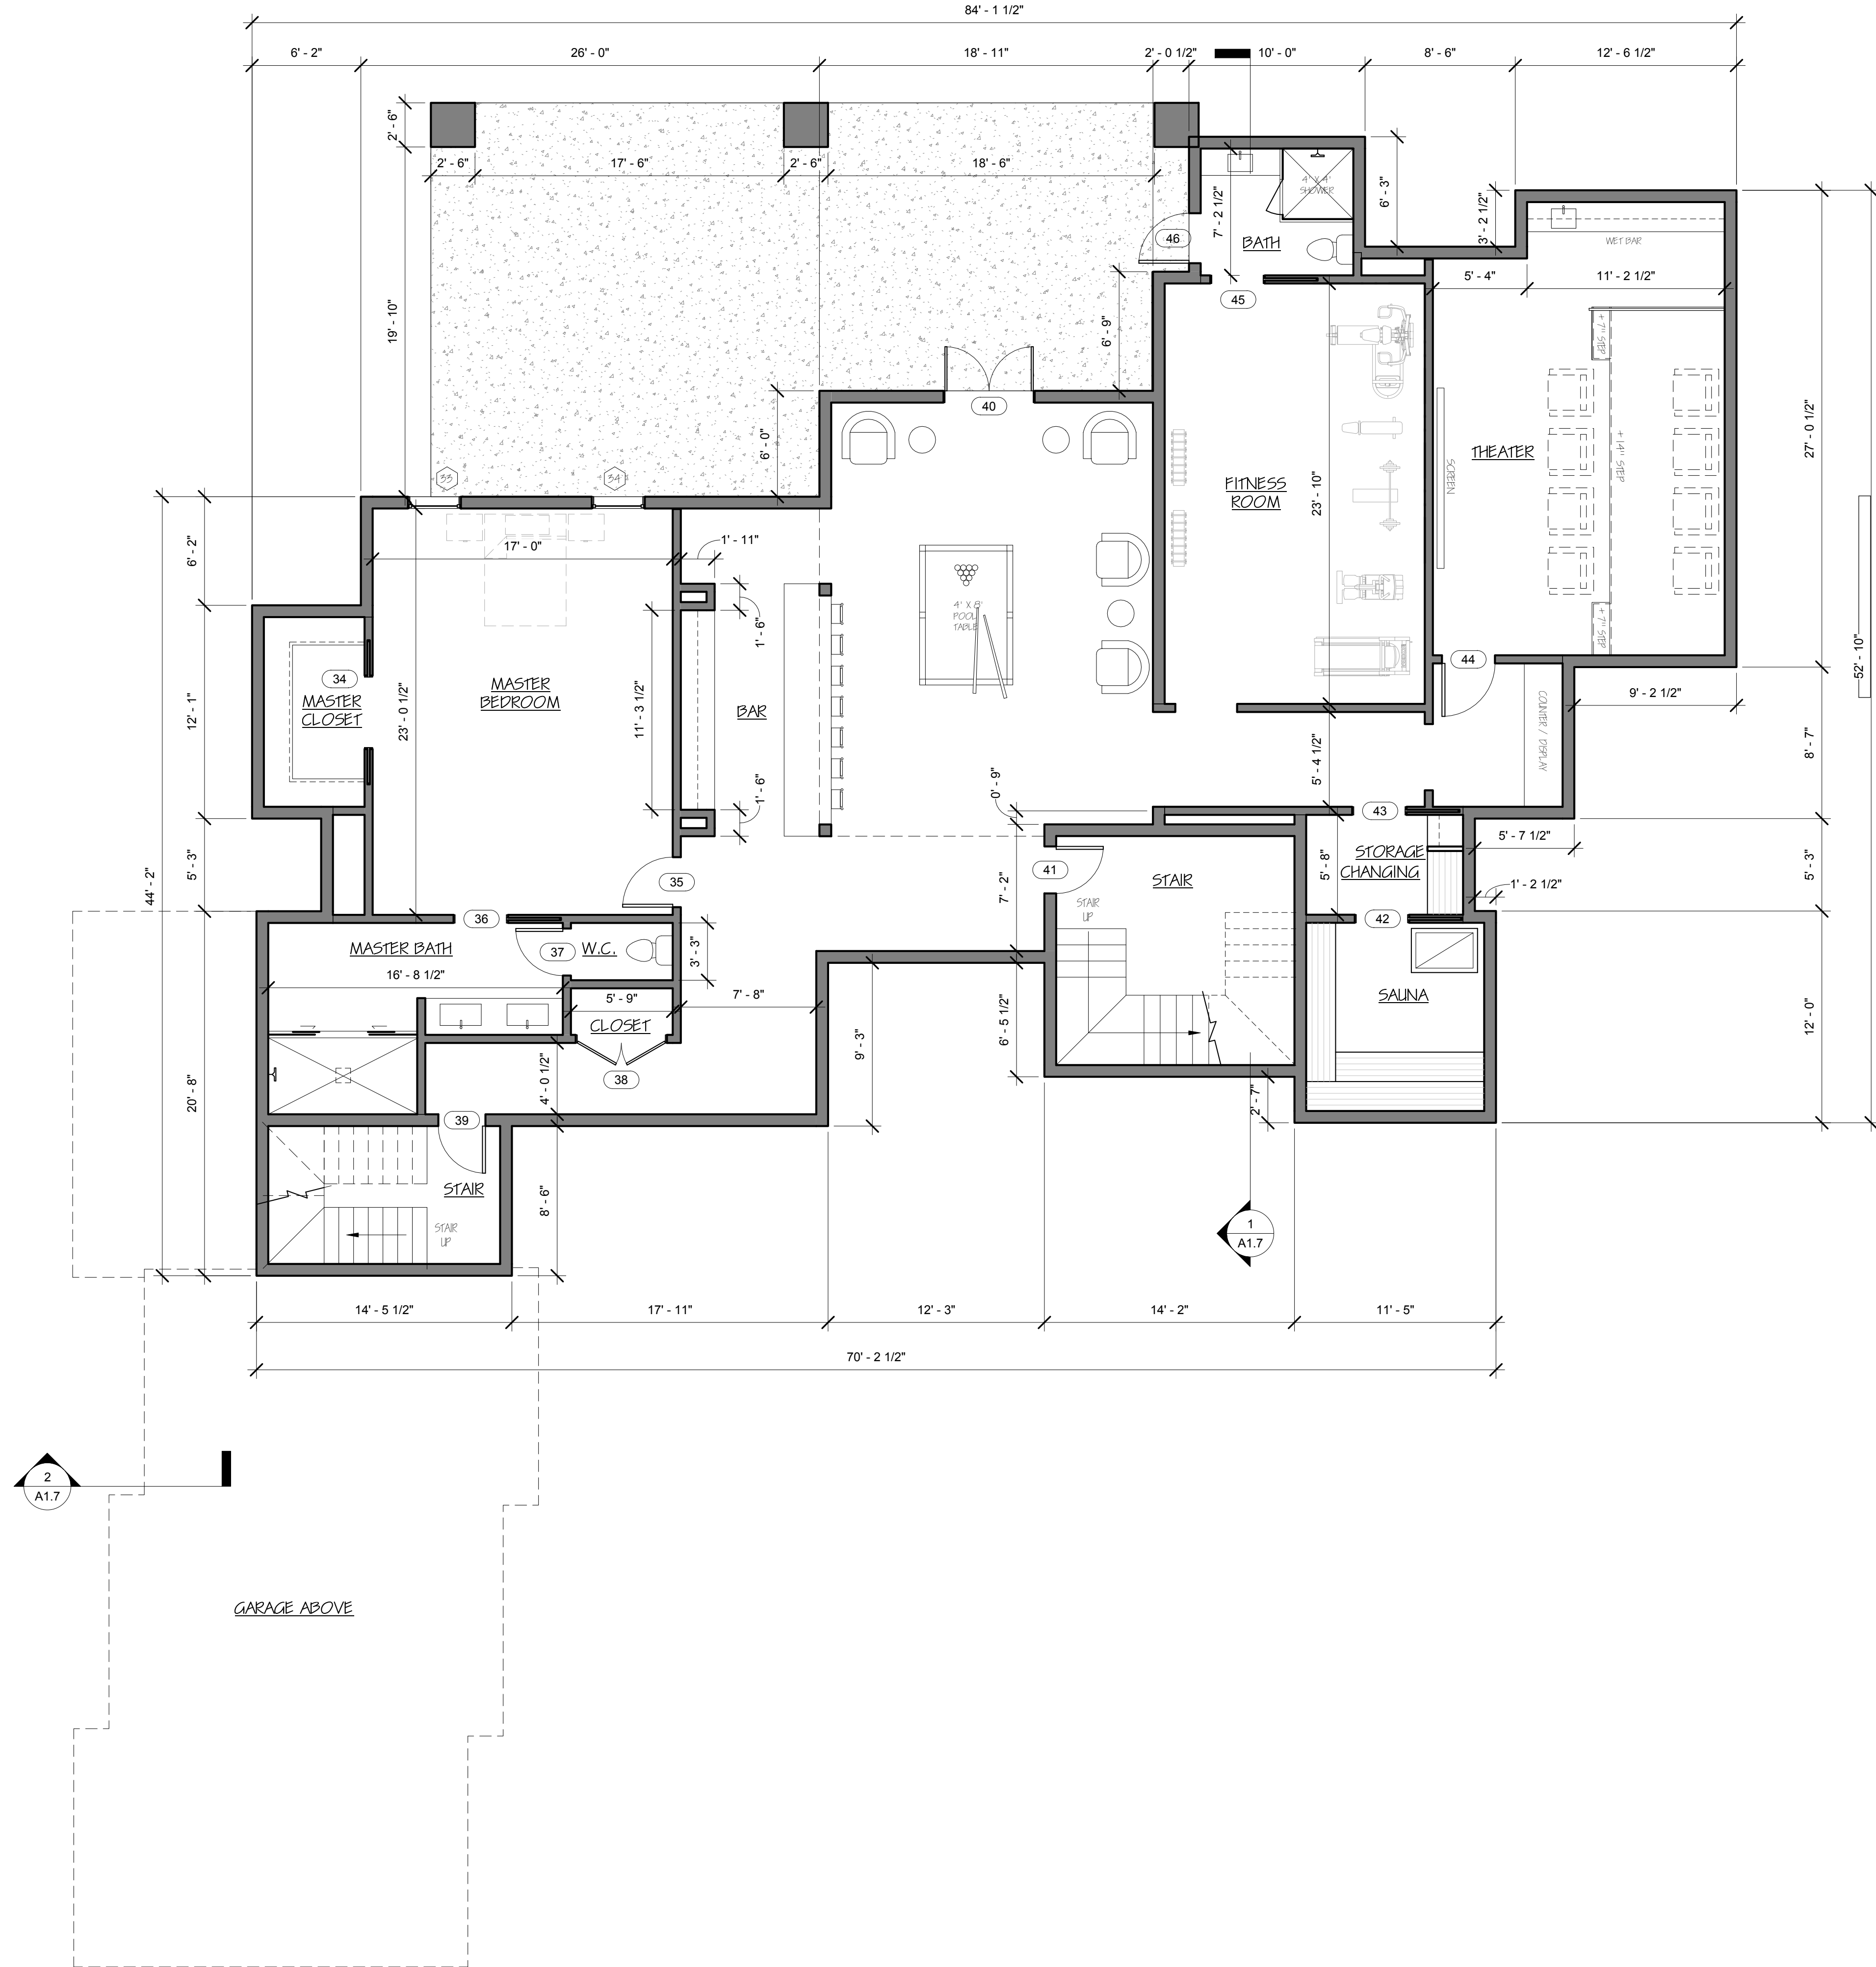 84' - 1 1/2"
6' - 2"
26' - 0"
18' - 11"
2' - 0 1/2"
10' - 0"
8' - 6"
12' - 6 1/2"
2' - 6"
2' - 6"
17' - 6"
2' - 6"
18' - 6"
19' - 10"
7' - 2 1/2"
4' X 4'
SHOWER
BATH
46
45
6' - 3"
3' - 2 1/2"
WET BAR
5' - 4"
11' - 2 1/2"
6' - 9"
40
6' - 0"
33
34
+ 7" STEP
+ 14" STEP
+ 7" STEP
THEATER
SCREEN
FITNESS
ROOM
23' - 10"
27' - 0 1/2"
52' - 10"
44' - 2"
6' - 2"
17' - 0"
1' - 11"
1' - 6"
4' X 8'
POOL
TABLE
34
MASTER
CLOSET
MASTER
BEDROOM
23' - 0 1/2"
11' - 3 1/2"
BAR
12' - 1"
44
9' - 2 1/2"
COUNTER / DISPLAY
8' - 7"
5' - 4 1/2"
1' - 6"
0' - 9"
43
5' - 3"
35
41
7' - 2"
STAIR
STAIR
UP
STORAGE
CHANGING
5' - 8"
5' - 7 1/2"
1' - 2 1/2"
5' - 3"
42
36
37
W.C.
3' - 3"
MASTER BATH
16' - 8 1/2"
5' - 9"
CLOSET
7' - 8"
38
9' - 3"
6' - 5 1/2"
SAUNA
12' - 0"
2' - 7"
20' - 8"
4' - 0 1/2"
39
STAIR
STAIR
UP
8' - 6"
1
A1.7
14' - 5 1/2"
17' - 11"
12' - 3"
14' - 2"
11' - 5"
70' - 2 1/2"
2
A1.7
GARAGE ABOVE